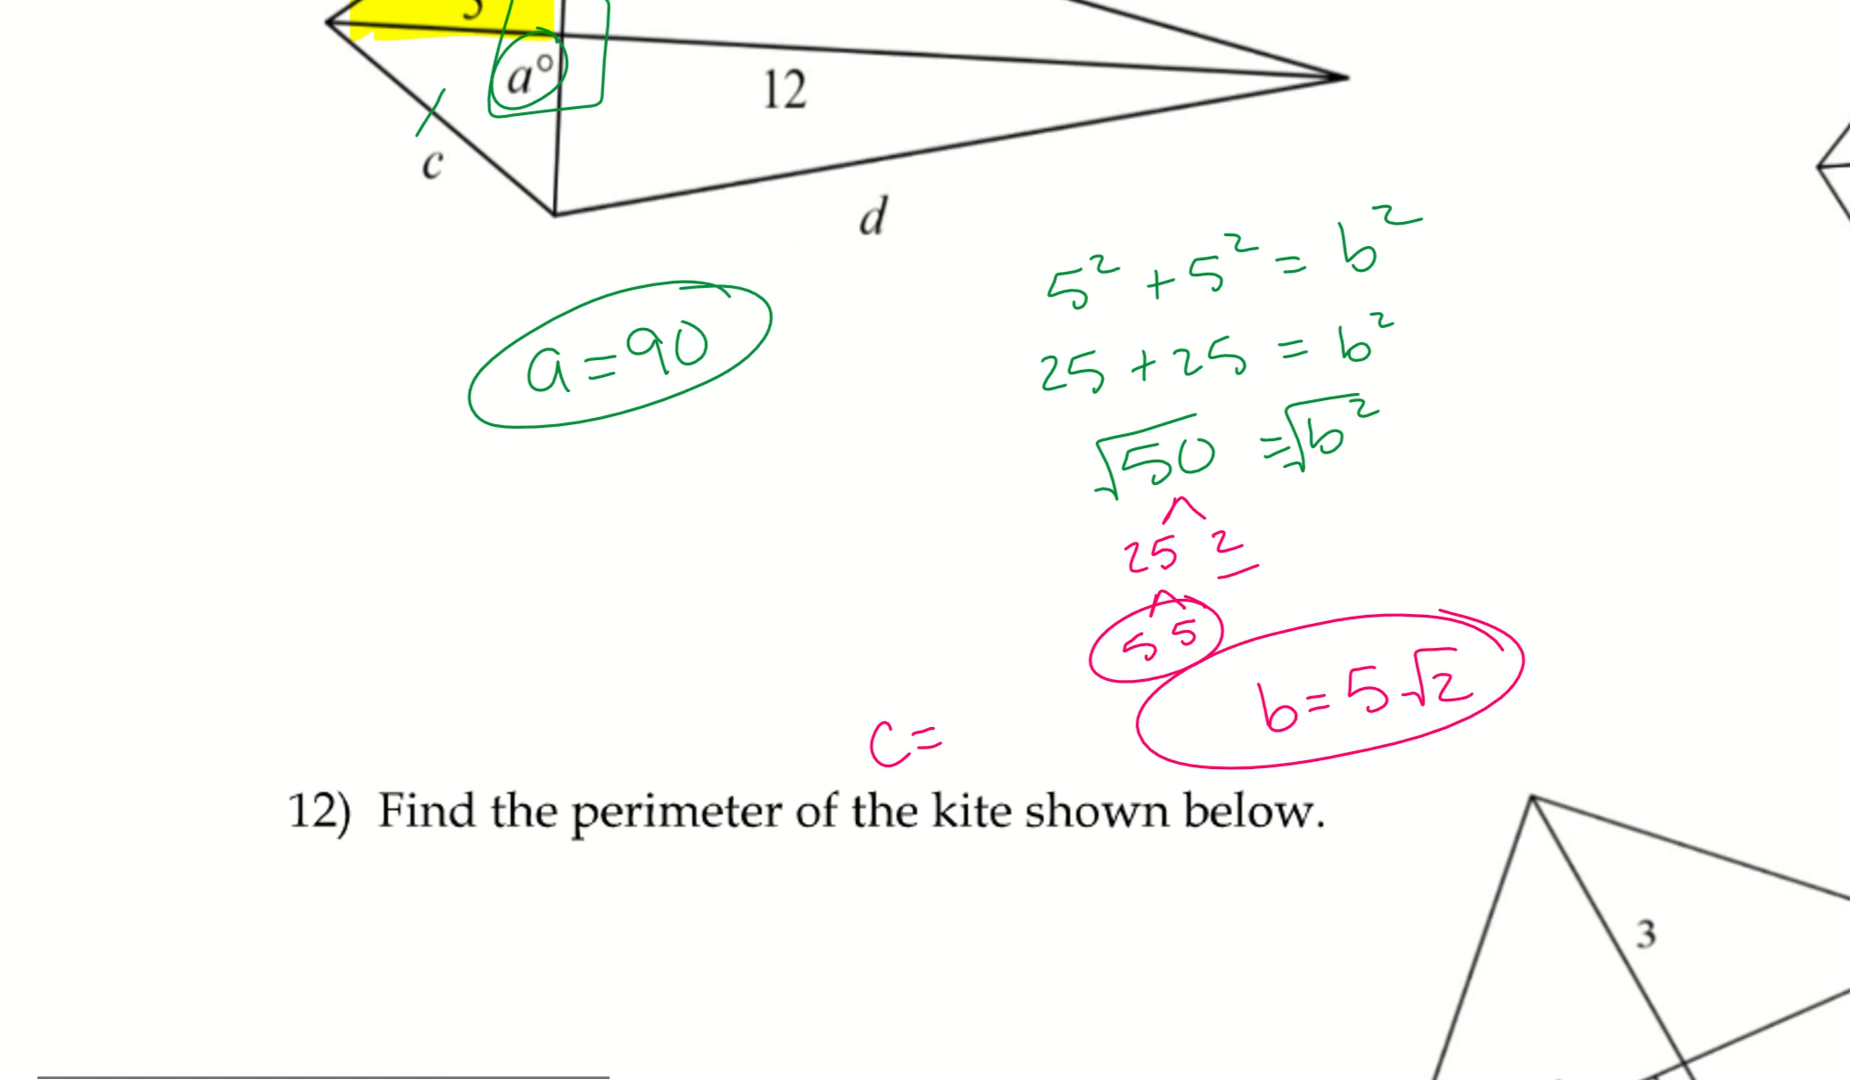 a°
12
c
d
5² + 5² = b²
a = 90
25 + 25 = b²
√50 = √b²
25 2
5 5
b = 5√2
c =
12) Find the perimeter of the kite shown below.
3